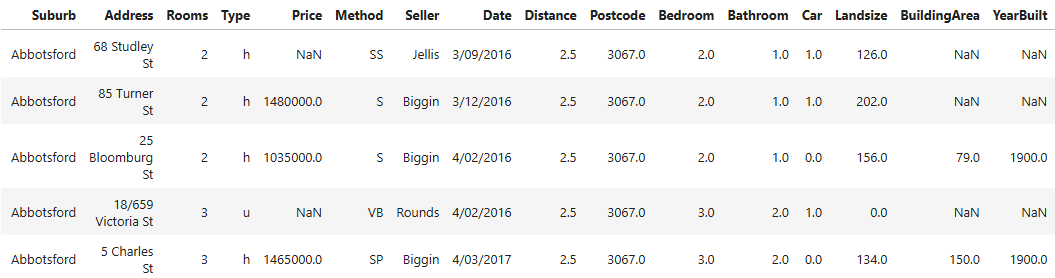 Suburb Address Rooms Type Price Method Seller Date Distance Postcode Bedroom Bathroom Car Landsize BuildingArea YearBuilt
Abbotsford 68 Studley St 2 h NaN SS Jellis 3/09/2016 2.5 3067.0 2.0 1.0 1.0 126.0 NaN NaN
Abbotsford 85 Turner St 2 h 1480000.0 S Biggin 3/12/2016 2.5 3067.0 2.0 1.0 1.0 202.0 NaN NaN
Abbotsford 25 Bloomburg St 2 h 1035000.0 S Biggin 4/02/2016 2.5 3067.0 2.0 1.0 0.0 156.0 79.0 1900.0
Abbotsford 18/659 Victoria St 3 u NaN VB Rounds 4/02/2016 2.5 3067.0 3.0 2.0 1.0 0.0 NaN NaN
Abbotsford 5 Charles St 3 h 1465000.0 SP Biggin 4/03/2017 2.5 3067.0 3.0 2.0 0.0 134.0 150.0 1900.0